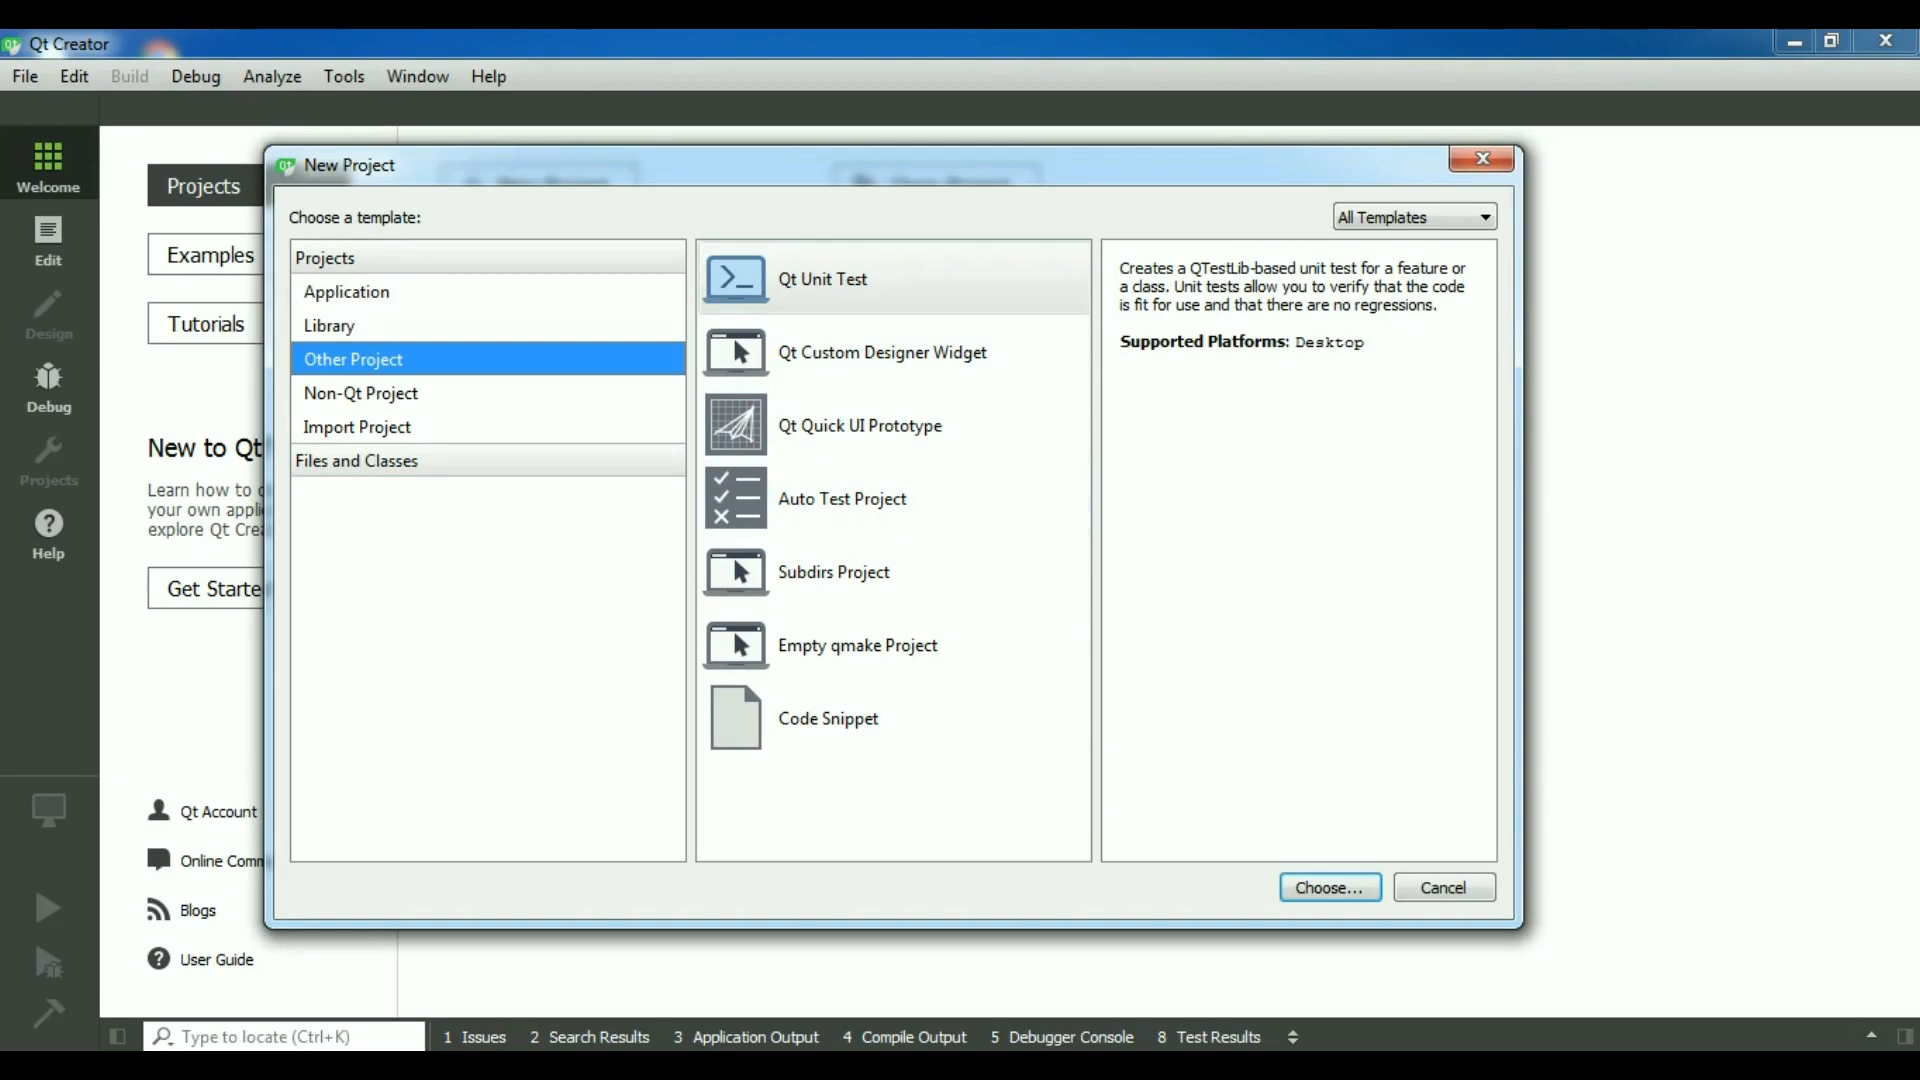 Qt Creator
File Edit Build Debug Analyze Tools Window Help
Welcome
Edit
Design
Debug
Projects
Help
Projects
Examples
Tutorials
New to Qt
Learn how to
your own appli
explore Qt Crea
Get Starte
Qt Account
Online Comm
Blogs
User Guide
New Project
Choose a template:
All Templates
Projects
Application
Library
Other Project
Non-Qt Project
Import Project
Files and Classes
Qt Unit Test
Qt Custom Designer Widget
Qt Quick UI Prototype
Auto Test Project
Subdirs Project
Empty qmake Project
Code Snippet
Creates a QTestLib-based unit test for a feature or
a class. Unit tests allow you to verify that the code
is fit for use and that there are no regressions.
Supported Platforms: Desktop
Choose...
Cancel
Type to locate (Ctrl+K)
1 Issues 2 Search Results 3 Application Output 4 Compile Output 5 Debugger Console 8 Test Results